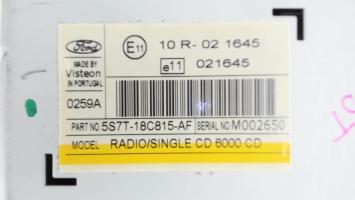 Ford
MADE BY
Visteon
IN PORTUGAL
E11 10 R- 02 1645
e11 021645
0259A
PART NO. 5S7T-18C815-AF SERIAL NO. M002650
MODEL RADIO/SINGLE CD 6000 CD